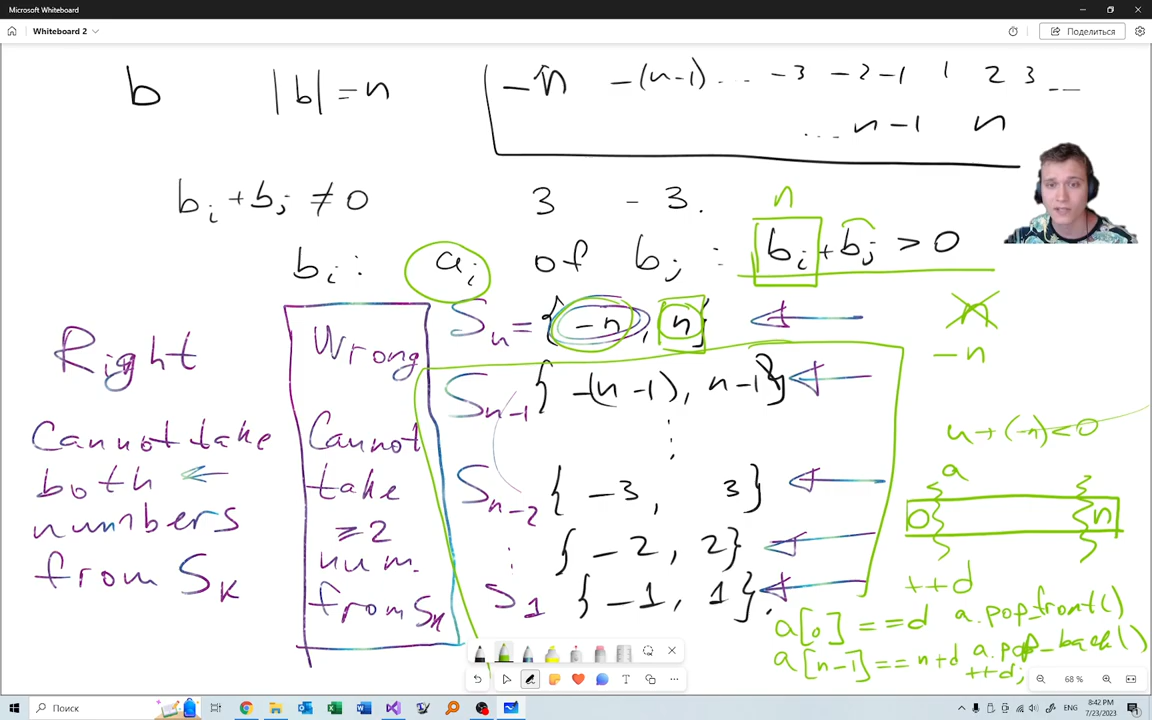 Microsoft Whiteboard
Whiteboard 2
Поделиться
b |b| = n -n -(n-1) ... -3 -2 -1 1 2 3 ...
... n-1 n
b_i + b_j ≠ 0 3 -3. n
b_i : a_i of b_j : b_i + b_j > 0
S_n = { -n, n }
n
-n
Right
Wrong
S_n-1 { -(n-1), n-1 }
Cannot take
both ←
numbers
from S_k
Cannot
take
≥2
num.
from S_k
⋮
S_n-2 { -3, 3 }
⋮ { -2, 2 }
S_1 { -1, 1 }.
n + (-n) < 0
a
0 n
++d
a[0] == d a.pop_front()
a[n-1] == n+d a.pop_back()
++d;
68 %
Поиск
ENG
8:42 PM
7/23/2023